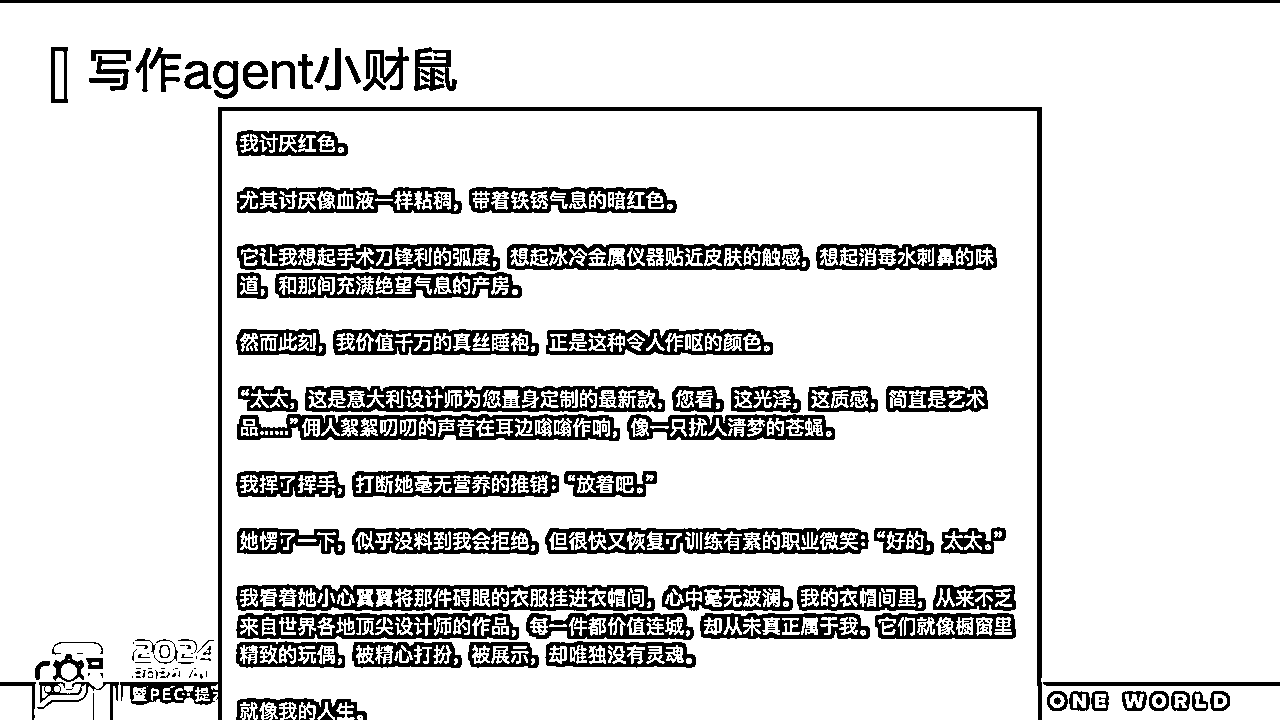 写作agent小财鼠
我讨厌红色。
尤其讨厌像血液一样粘稠，带着铁锈气息的暗红色。
它让我想起手术刀锋利的弧度，想起冰冷金属仪器贴近皮肤的触感，想起消毒水刺鼻的味
道，和那间充满绝望气息的产房。
然而此刻，我价值千万的真丝睡袍，正是这种令人作呕的颜色。
“太太，这是意大利设计师为您量身定制的最新款，您看，这光泽，这质感，简直是艺术
品……”佣人絮絮叨叨的声音在耳边嗡嗡作响，像一只扰人清梦的苍蝇。
我挥了挥手，打断她毫无营养的推销：“放着吧。”
她愣了一下，似乎没料到我会拒绝，但很快又恢复了训练有素的职业微笑：“好的，太太。”
我看着她小心翼翼将那件碍眼的衣服挂进衣帽间，心中毫无波澜。我的衣帽间里，从来不乏
来自世界各地顶尖设计师的作品，每一件都价值连城，却从未真正属于我。它们就像橱窗里
精致的玩偶，被精心打扮，被展示，却唯独没有灵魂。
就像我的人生。
2024
暨PEC·提
ONE WORLD